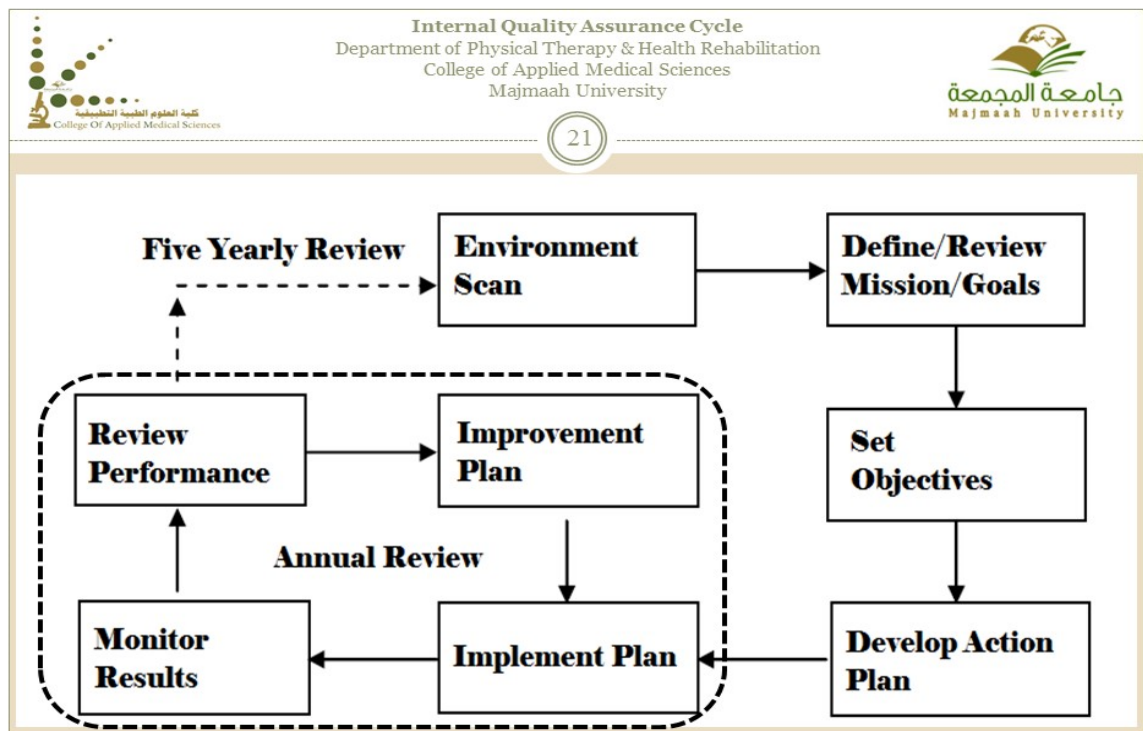 Internal Quality Assurance Cycle
Department of Physical Therapy & Health Rehabilitation
College of Applied Medical Sciences
Majmaah University
كلية العلوم الطبية التطبيقية
College Of Applied Medical Sciences
جامعة المجمعة
Majmaah University
21
Five Yearly Review
Environment
Scan
Define/Review
Mission/Goals
Review
Performance
Improvement
Plan
Set
Objectives
Annual Review
Monitor
Results
Implement Plan
Develop Action
Plan